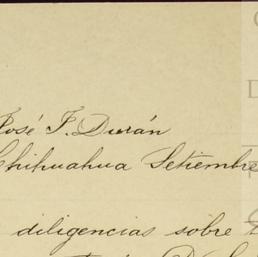 José F. Durán
Chihuahua Setiembre
diligencias sobre